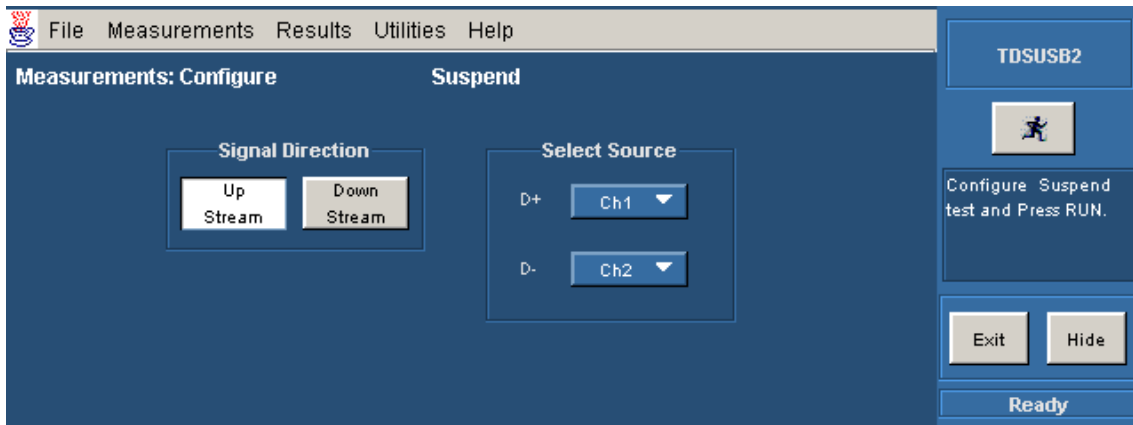 File Measurements Results Utilities Help
Measurements: Configure Suspend
Signal Direction
Up
Stream
Down
Stream
Select Source
D+ Ch1
D- Ch2
TDSUSB2
Configure Suspend
test and Press RUN.
Exit Hide
Ready